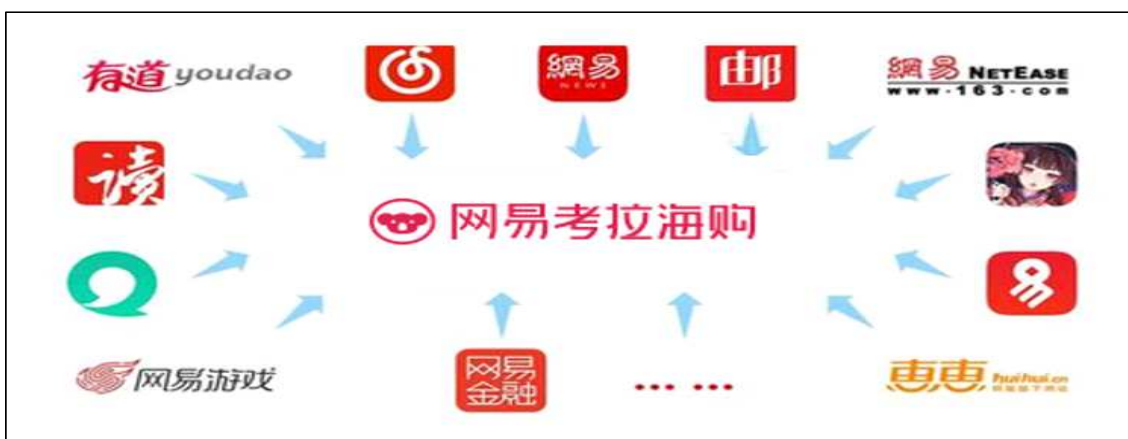 有道 youdao
網易
NEWS
邮
網易 NETEASE
www.163.com
读
网易考拉海购
易
网易游戏
网易
金融
... ...
惠惠 huihui.cn